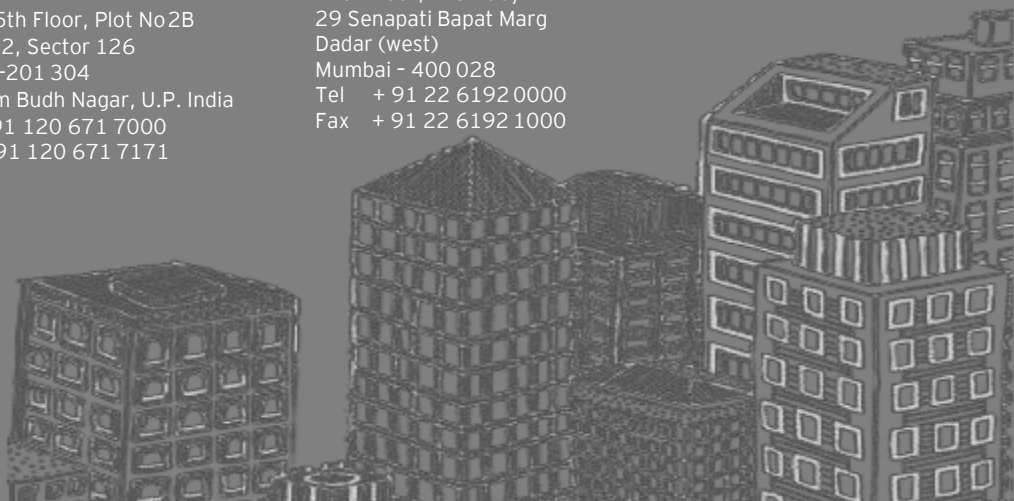 5th Floor, Plot No 2B
2, Sector 126
-201 304
m Budh Nagar, U.P. India
91 120 671 7000
91 120 671 7171
29 Senapati Bapat Marg
Dadar (west)
Mumbai – 400 028
Tel + 91 22 6192 0000
Fax + 91 22 6192 1000